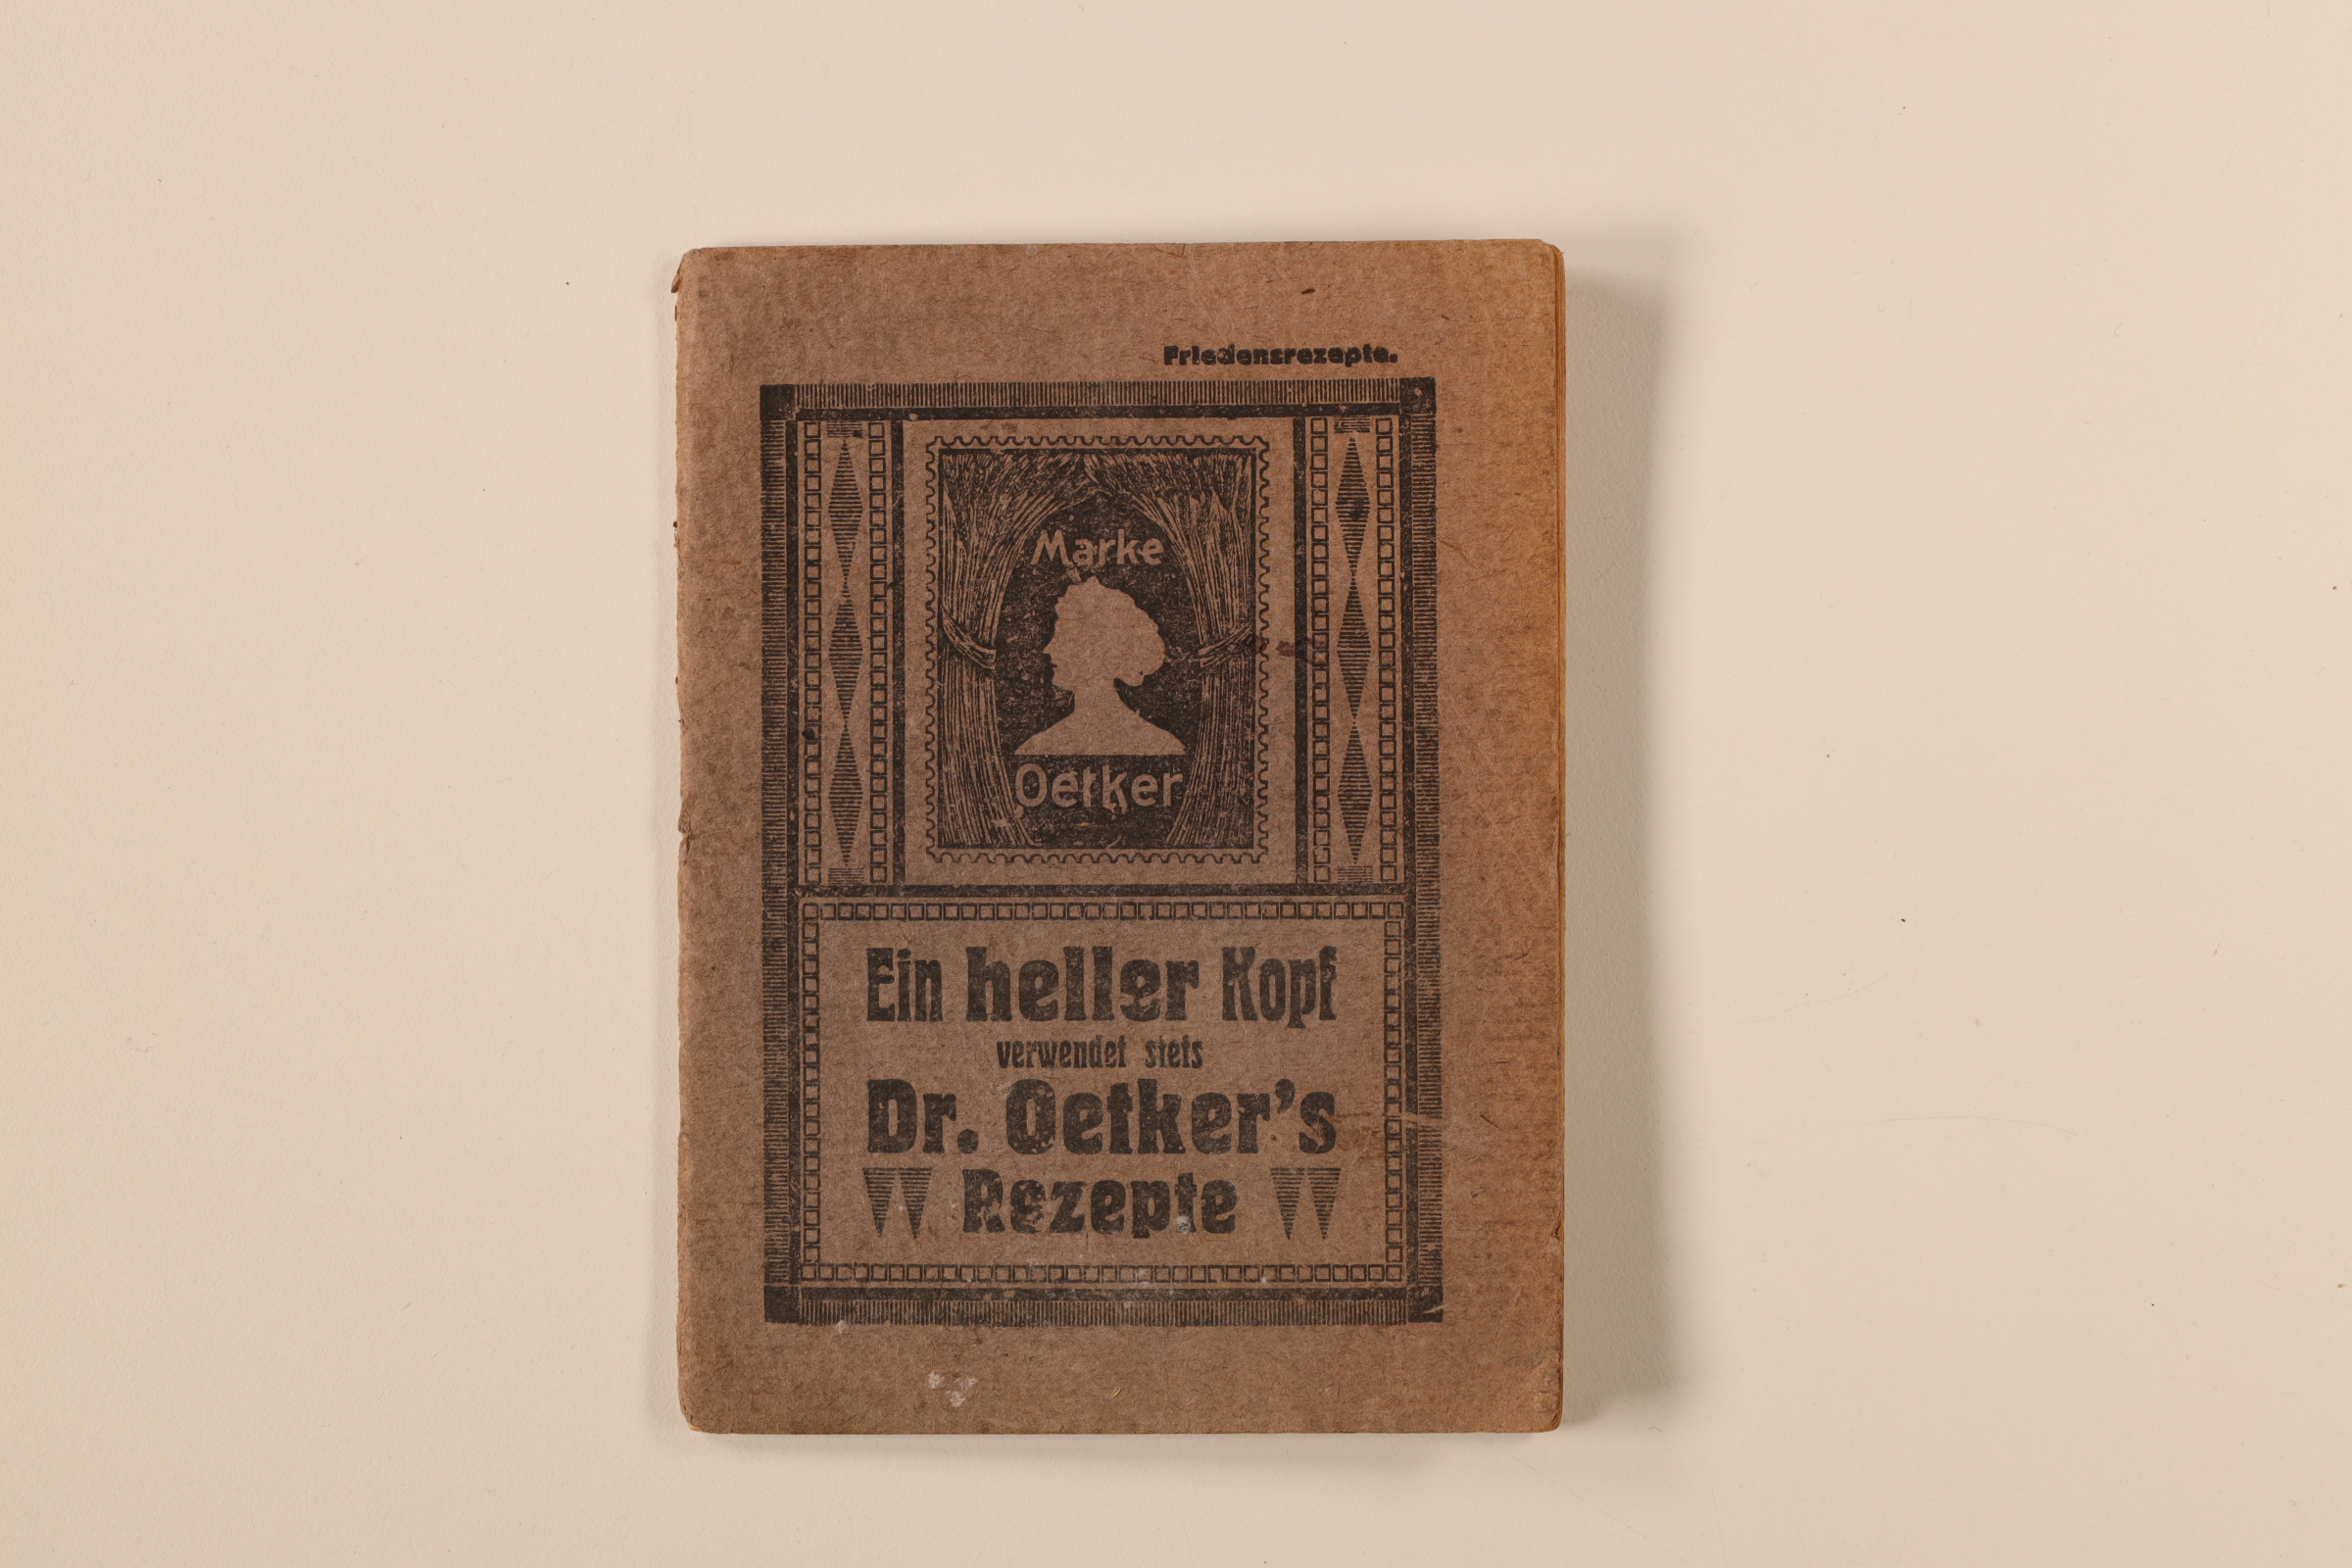 Friedensrezepte.
Marke
Oetker
Ein heller Kopf
verwendet stets
Dr. Oetker's
Rezepte